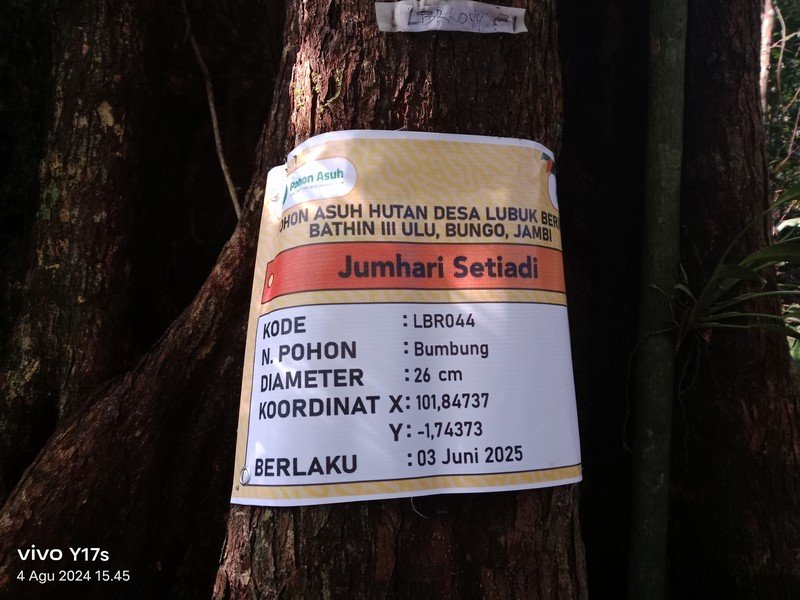 Pohon Asuh
HON ASUH HUTAN DESA LUBUK BER
BATHIN III ULU, BUNGO, JAMBI
Jumhari Setiadi
KODE : LBR044
N. POHON : Bumbung
DIAMETER : 26 cm
KOORDINAT X : 101,84737
Y : -1,74373
BERLAKU : 03 Juni 2025
vivo Y17s
4 Agu 2024 15.45